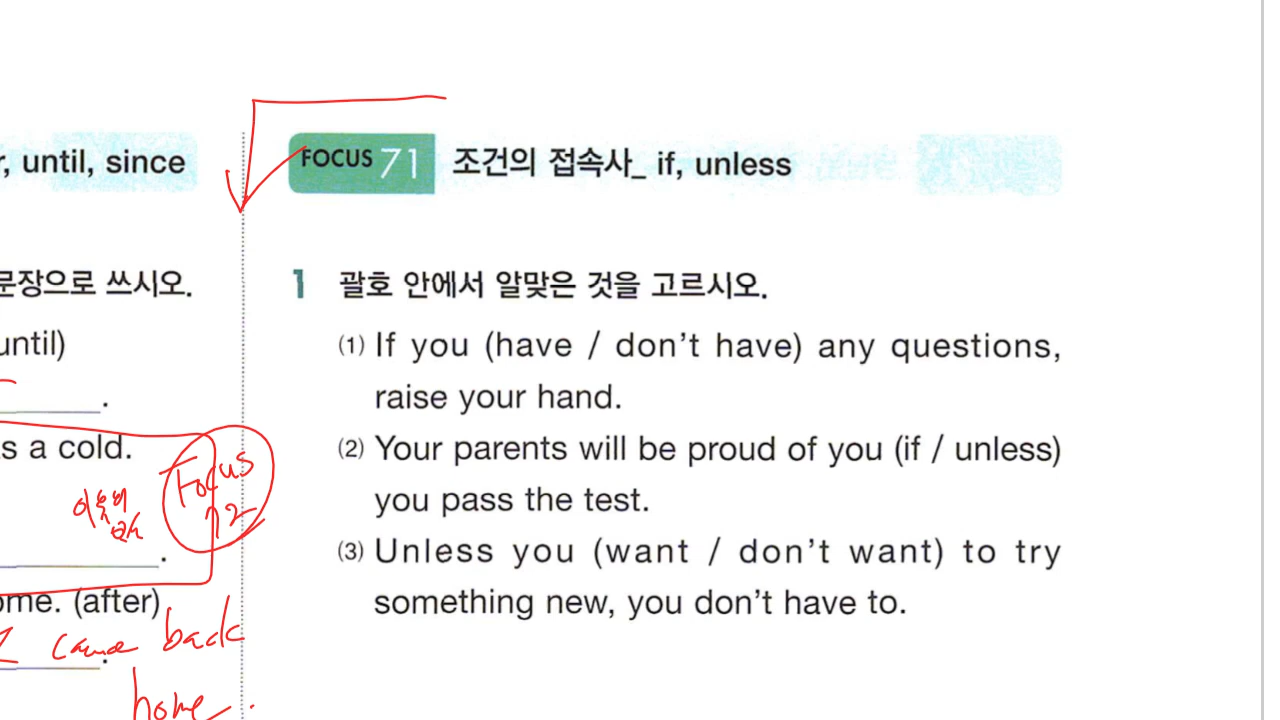 r, until, since
문장으로 쓰시오.
until)
.
s a cold.
Focus
72
이웃의
.
ome. (after)
I came back
home.
FOCUS 71 조건의 접속사_ if, unless
1 괄호 안에서 알맞은 것을 고르시오.
(1) If you (have / don't have) any questions,
raise your hand.
(2) Your parents will be proud of you (if / unless)
you pass the test.
(3) Unless you (want / don't want) to try
something new, you don't have to.